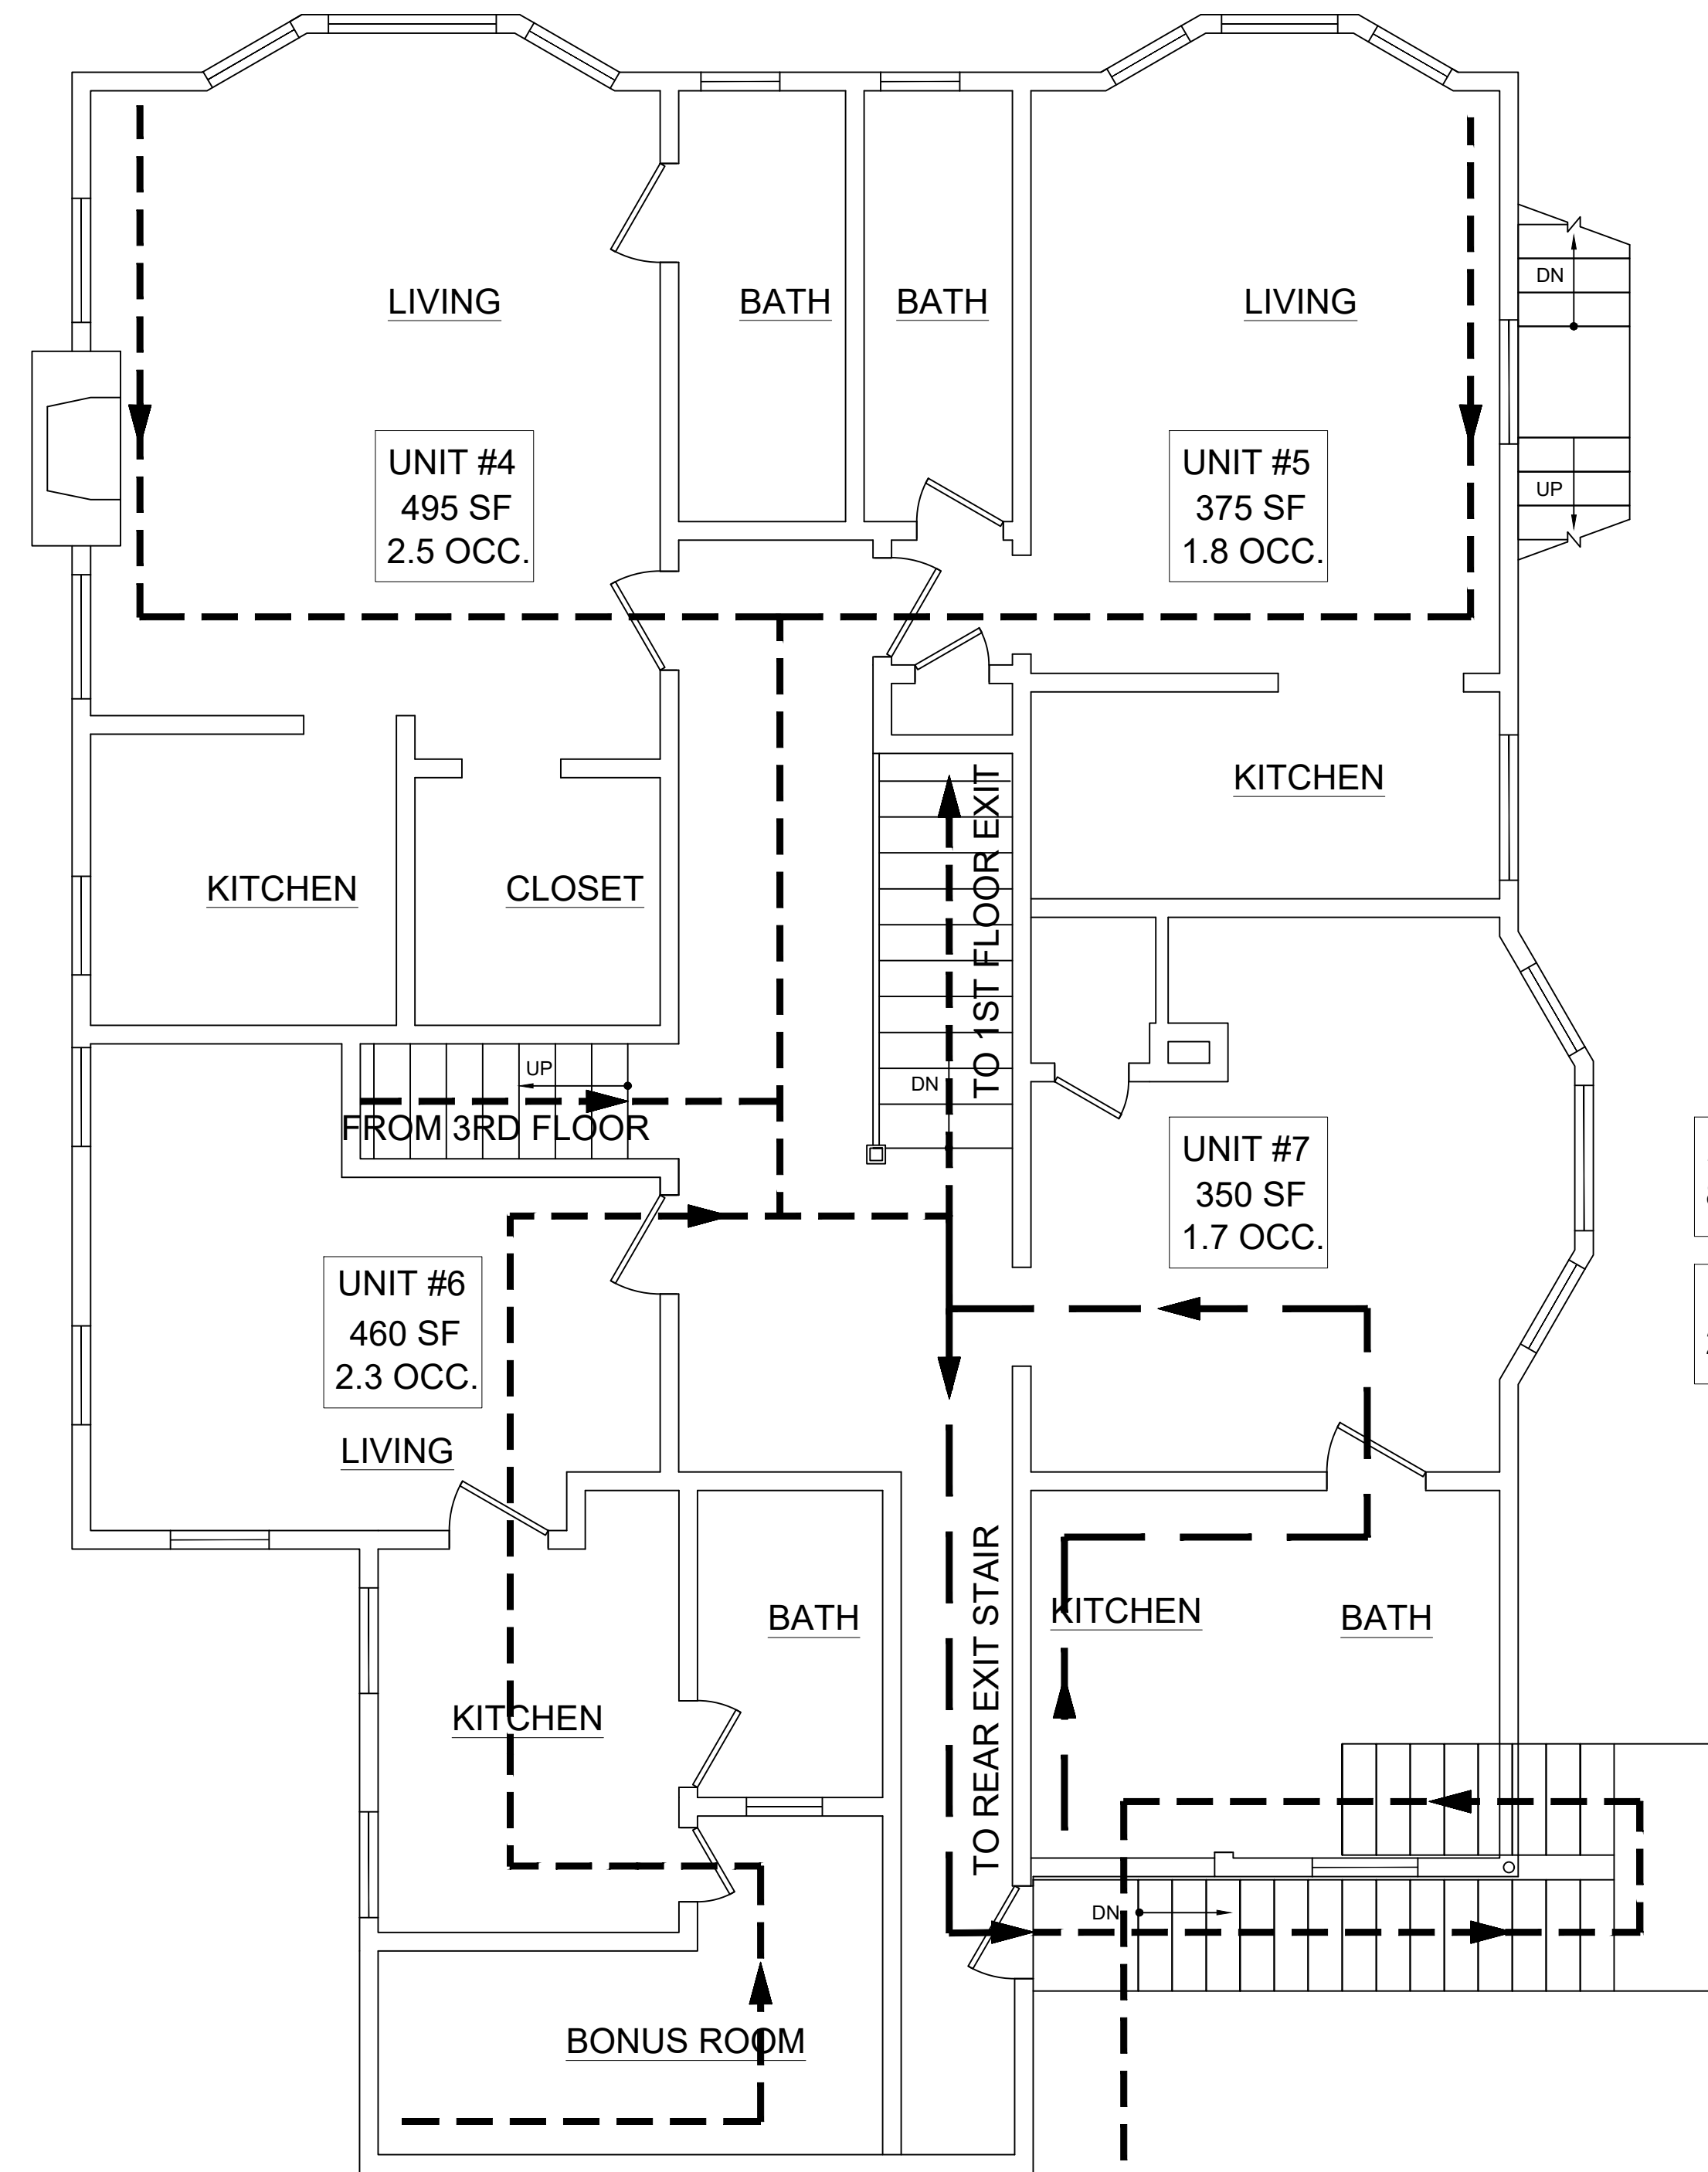 LIVING
BATH
BATH
LIVING
DN
UNIT #4
495 SF
2.5 OCC.
UNIT #5
375 SF
1.8 OCC.
UP
KITCHEN
KITCHEN
CLOSET
TO 1ST FLOOR EXIT
UP
DN
FROM 3RD FLOOR
UNIT #7
350 SF
1.7 OCC.
UNIT #6
460 SF
2.3 OCC.
LIVING
TO REAR EXIT STAIR
KITCHEN
BATH
BATH
KITCHEN
DN
BONUS ROOM